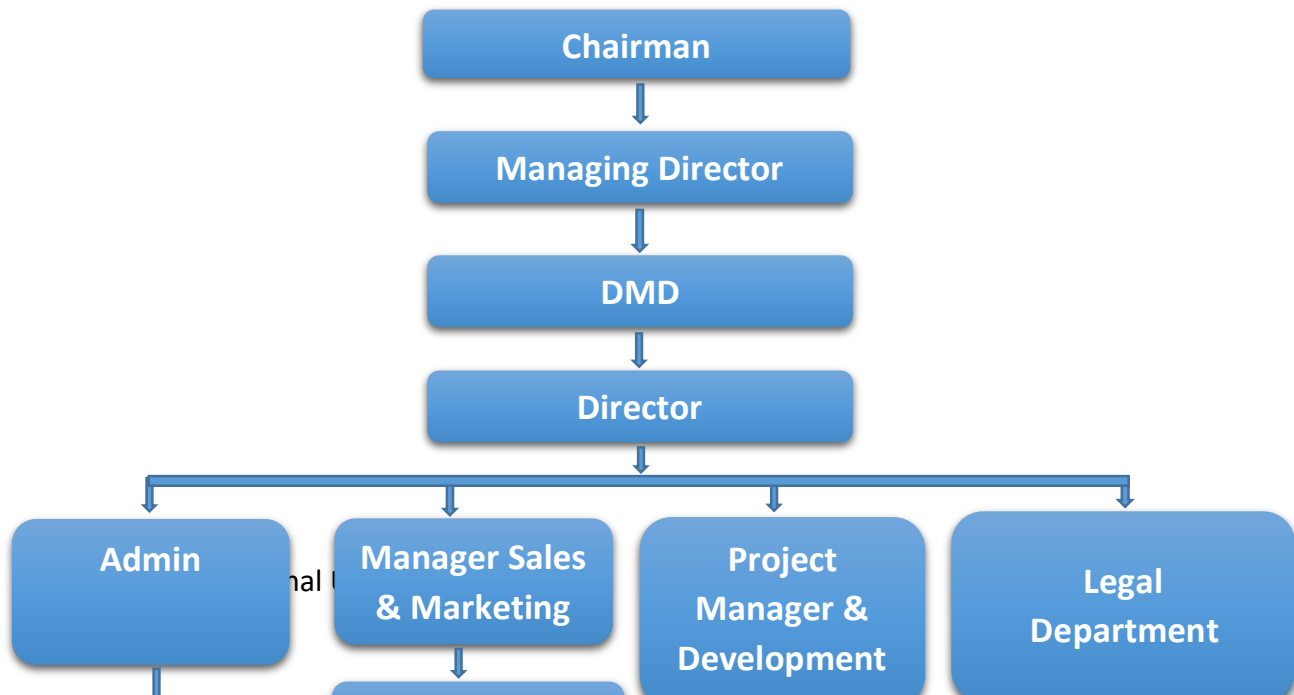 Chairman
Managing Director
DMD
Director
Admin
Manager Sales
& Marketing
Project
Manager &
Development
Legal
Department